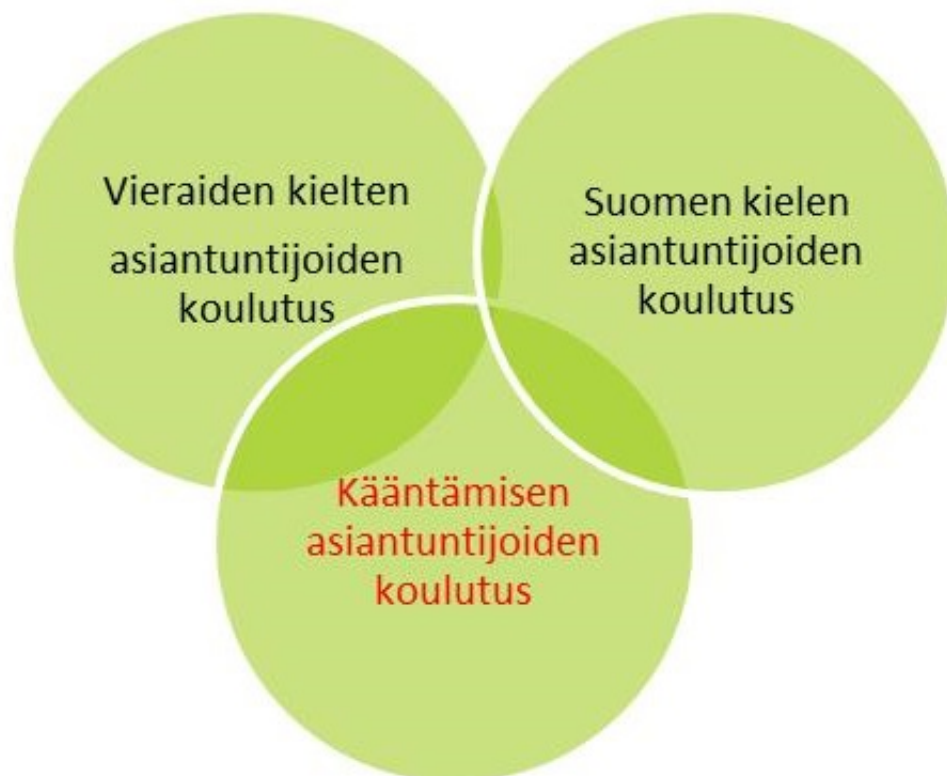 Vieraiden kielten
asiantuntijoiden
koulutus
Suomen kielen
asiantuntijoiden
koulutus
Kääntämisen
asiantuntijoiden
koulutus